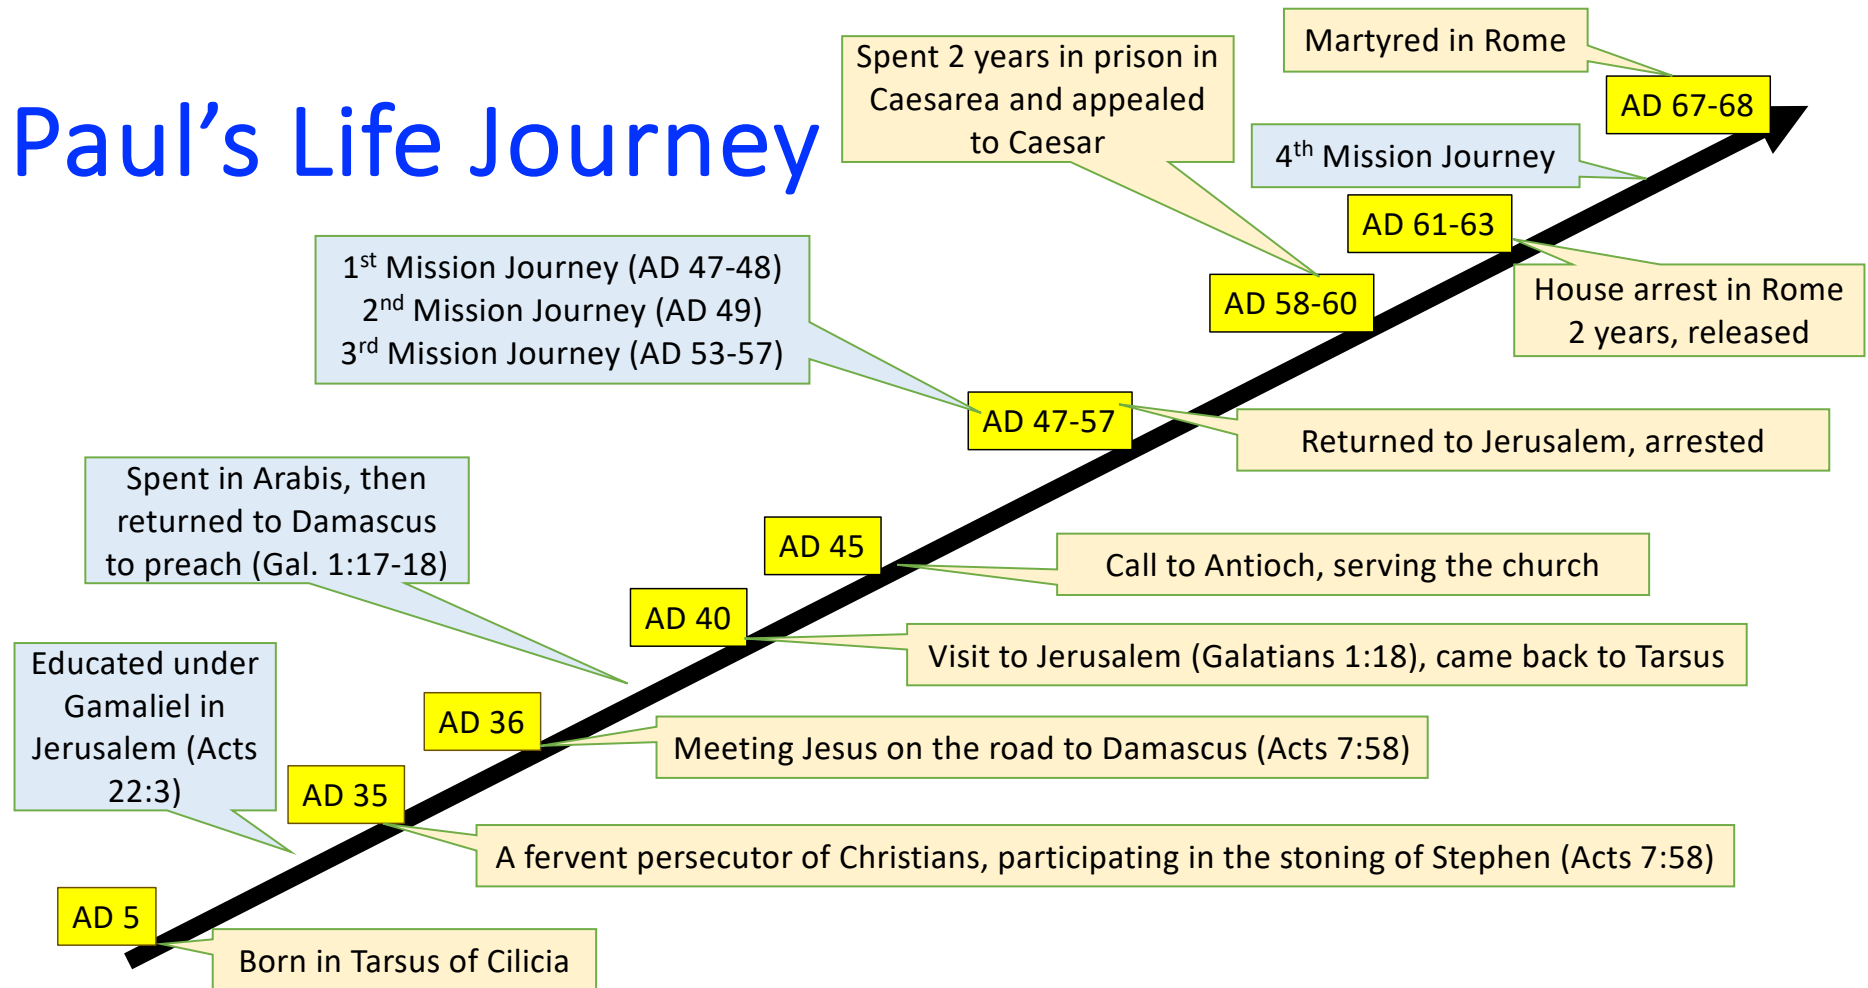 Paul's Life Journey
Martyred in Rome
AD 67-68
Spent 2 years in prison in
Caesarea and appealed
to Caesar
4th Mission Journey
AD 61-63
House arrest in Rome
2 years, released
AD 58-60
1st Mission Journey (AD 47-48)
2nd Mission Journey (AD 49)
3rd Mission Journey (AD 53-57)
AD 47-57
Returned to Jerusalem, arrested
Spent in Arabis, then
returned to Damascus
to preach (Gal. 1:17-18)
AD 45
Call to Antioch, serving the church
AD 40
Visit to Jerusalem (Galatians 1:18), came back to Tarsus
Educated under
Gamaliel in
Jerusalem (Acts
22:3)
AD 36
Meeting Jesus on the road to Damascus (Acts 7:58)
AD 35
A fervent persecutor of Christians, participating in the stoning of Stephen (Acts 7:58)
AD 5
Born in Tarsus of Cilicia